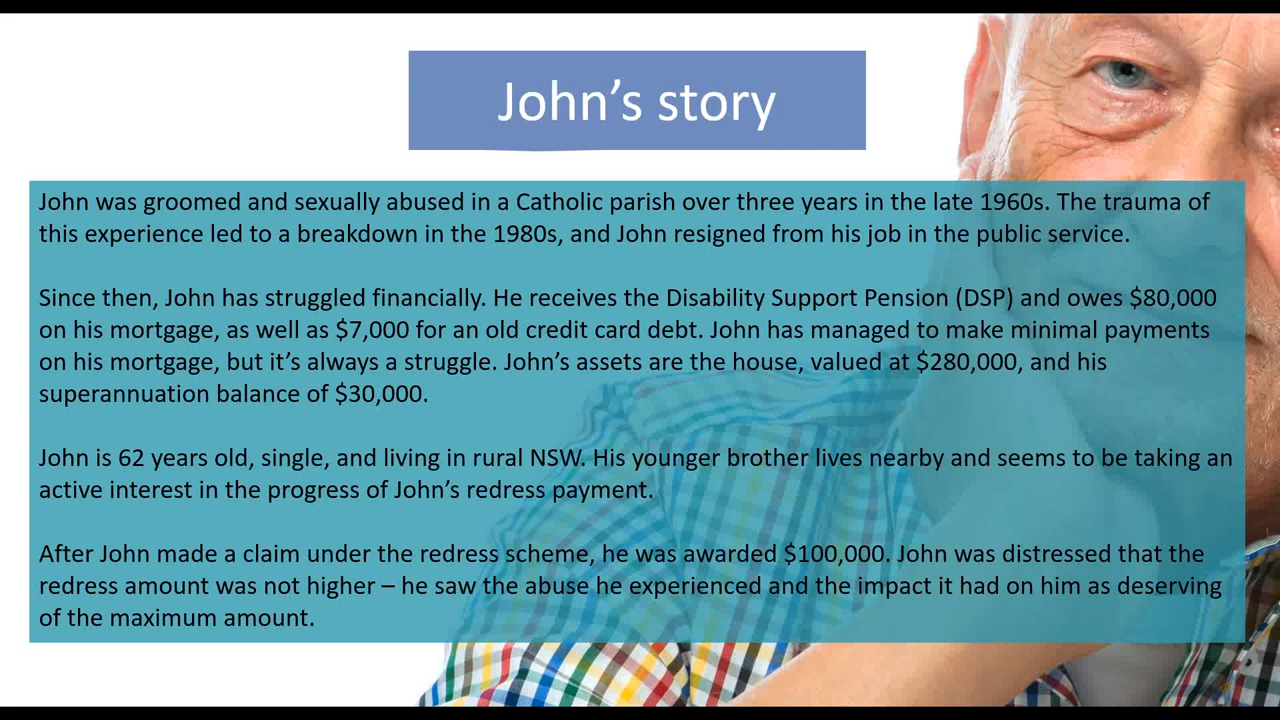 John’s story
John was groomed and sexually abused in a Catholic parish over three years in the late 1960s. The trauma of
this experience led to a breakdown in the 1980s, and John resigned from his job in the public service.
Since then, John has struggled financially. He receives the Disability Support Pension (DSP) and owes $80,000
on his mortgage, as well as $7,000 for an old credit card debt. John has managed to make minimal payments
on his mortgage, but it’s always a struggle. John’s assets are the house, valued at $280,000, and his
superannuation balance of $30,000.
John is 62 years old, single, and living in rural NSW. His younger brother lives nearby and seems to be taking an
active interest in the progress of John’s redress payment.
After John made a claim under the redress scheme, he was awarded $100,000. John was distressed that the
redress amount was not higher – he saw the abuse he experienced and the impact it had on him as deserving
of the maximum amount.